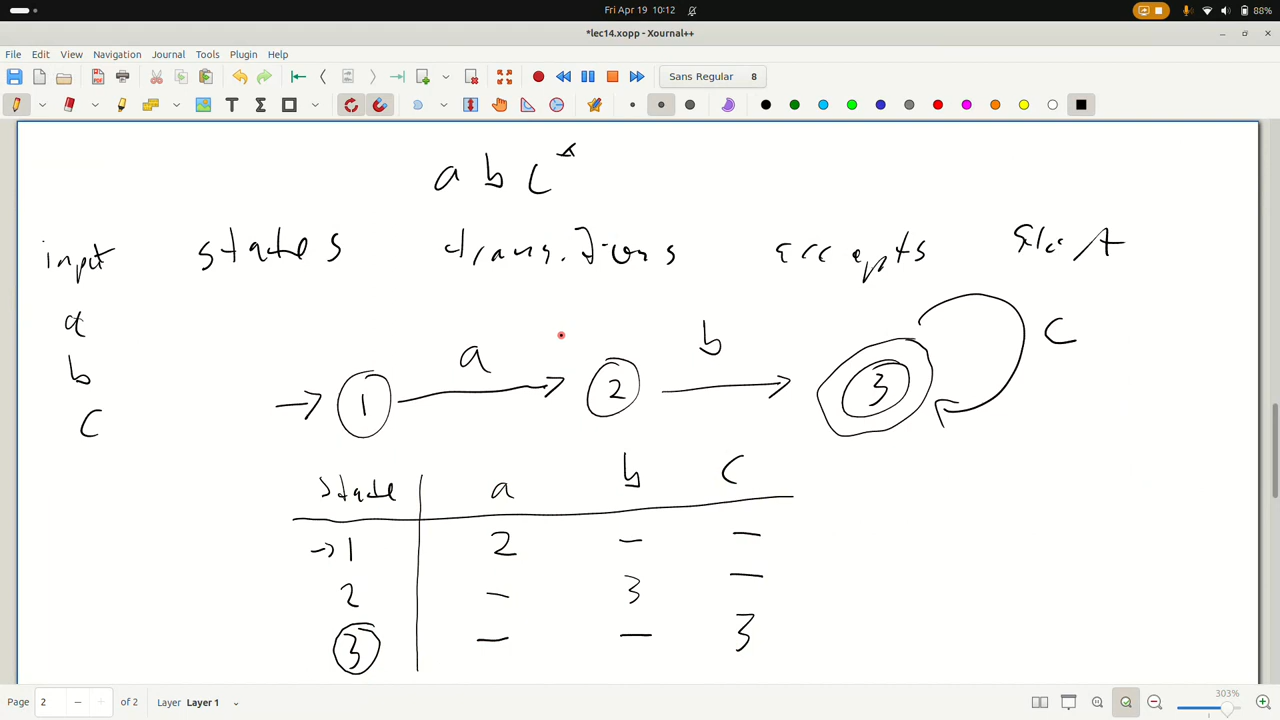 Fri Apr 19 10:12
88%
*lec14.xopp - Xournal++
File Edit View Navigation Journal Tools Plugin Help
Sans Regular 8
a b c*
input states transitions accepts start
a
b
c
a b c
→ 1 2 3
state a b c
→1 2 – –
2 – 3 –
3 – – 3
Page 2 of 2 Layer Layer 1
303%